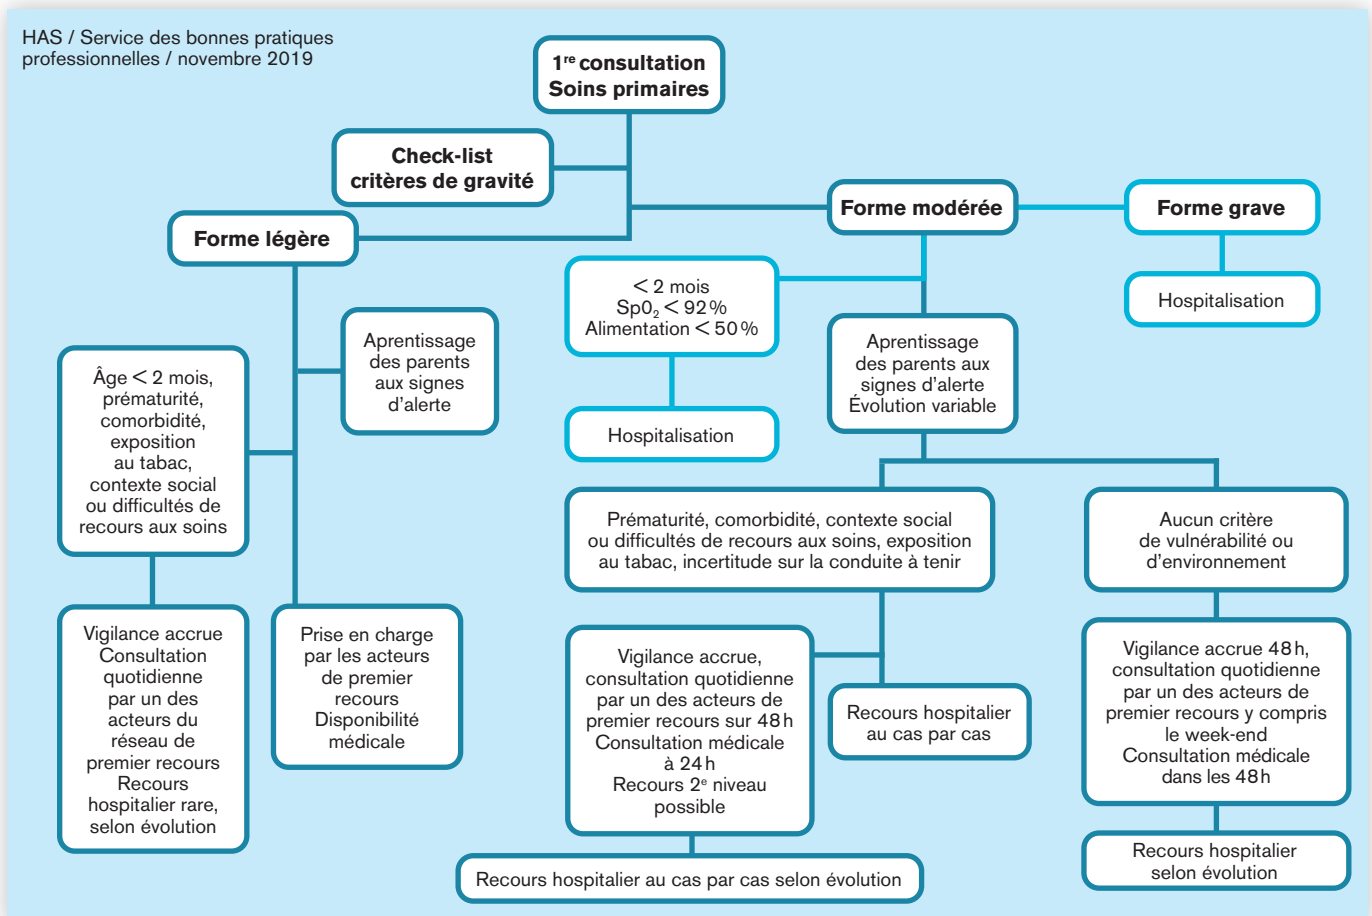 HAS / Service des bonnes pratiques
professionnelles / novembre 2019
1re consultation
Soins primaires
Check-list
critères de gravité
Forme légère
Forme modérée
Forme grave
Hospitalisation
< 2 mois
Sp0₂ < 92 %
Alimentation < 50 %
Hospitalisation
Aprentissage
des parents
aux signes
d'alerte
Aprentissage
des parents aux
signes d'alerte
Évolution variable
Âge < 2 mois,
prématurité,
comorbidité,
exposition
au tabac,
contexte social
ou difficultés de
recours aux soins
Prématurité, comorbidité, contexte social
ou difficultés de recours aux soins, exposition
au tabac, incertitude sur la conduite à tenir
Aucun critère
de vulnérabilité ou
d'environnement
Vigilance accrue
Consultation
quotidienne
par un des
acteurs du
réseau de
premier recours
Recours
hospitalier rare,
selon évolution
Prise en charge
par les acteurs
de premier
recours
Disponibilité
médicale
Vigilance accrue,
consultation quotidienne
par un des acteurs de
premier recours sur 48 h
Consultation médicale
à 24 h
Recours 2e niveau
possible
Recours hospitalier
au cas par cas
Vigilance accrue 48 h,
consultation quotidienne
par un des acteurs de
premier recours y compris
le week-end
Consultation médicale
dans les 48 h
Recours hospitalier au cas par cas selon évolution
Recours hospitalier
selon évolution